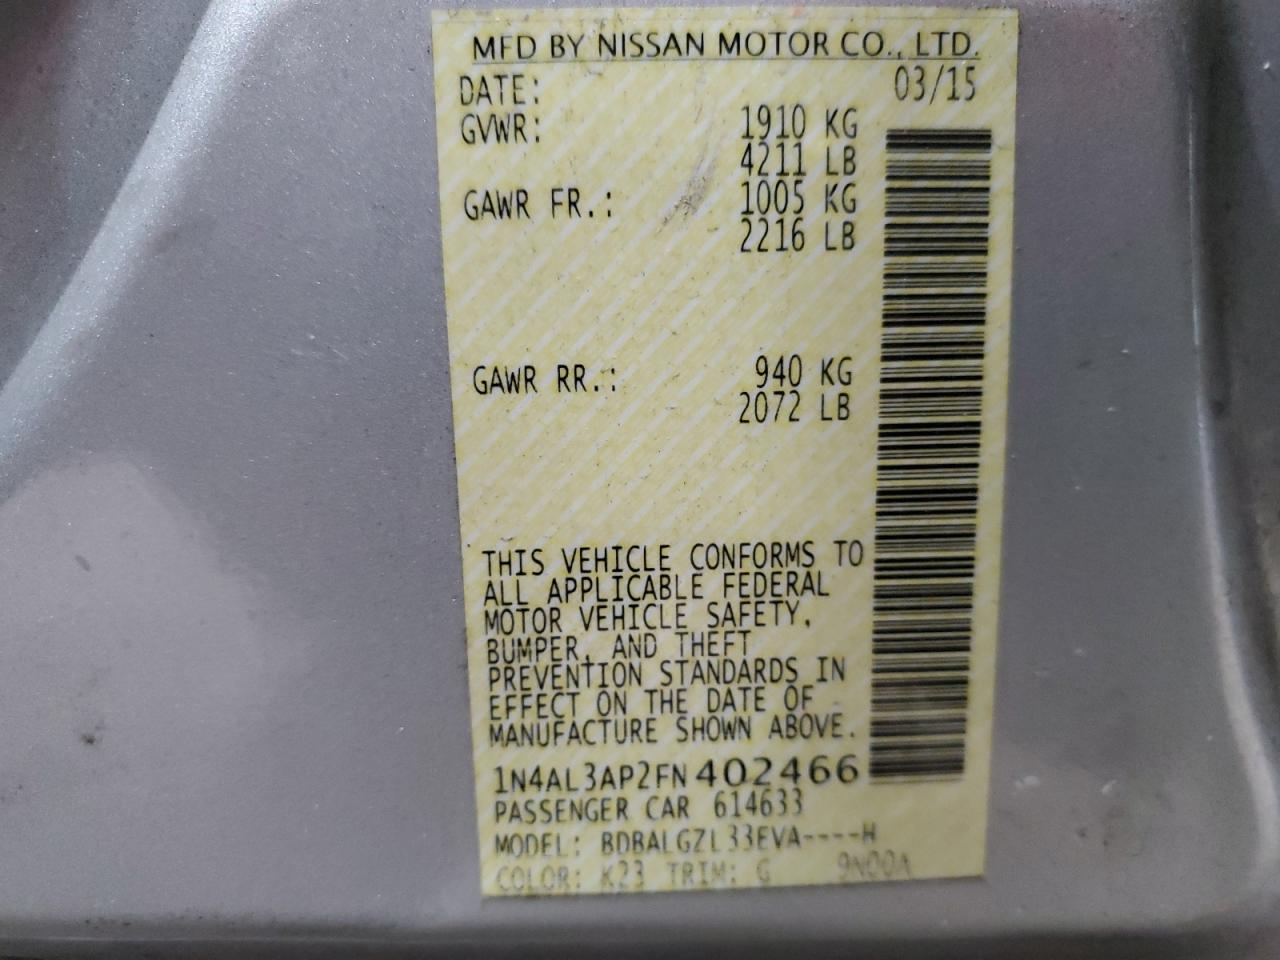 MFD BY NISSAN MOTOR CO., LTD.
DATE: 03/15
GVWR: 1910 KG
4211 LB
GAWR FR.: 1005 KG
2216 LB
GAWR RR.: 940 KG
2072 LB
THIS VEHICLE CONFORMS TO
ALL APPLICABLE FEDERAL
MOTOR VEHICLE SAFETY,
BUMPER, AND THEFT
PREVENTION STANDARDS IN
EFFECT ON THE DATE OF
MANUFACTURE SHOWN ABOVE.
1N4AL3AP2FN402466
PASSENGER CAR 614633
MODEL: BDBALGZL33EVA----H
COLOR: K23 TRIM: G 9N00A